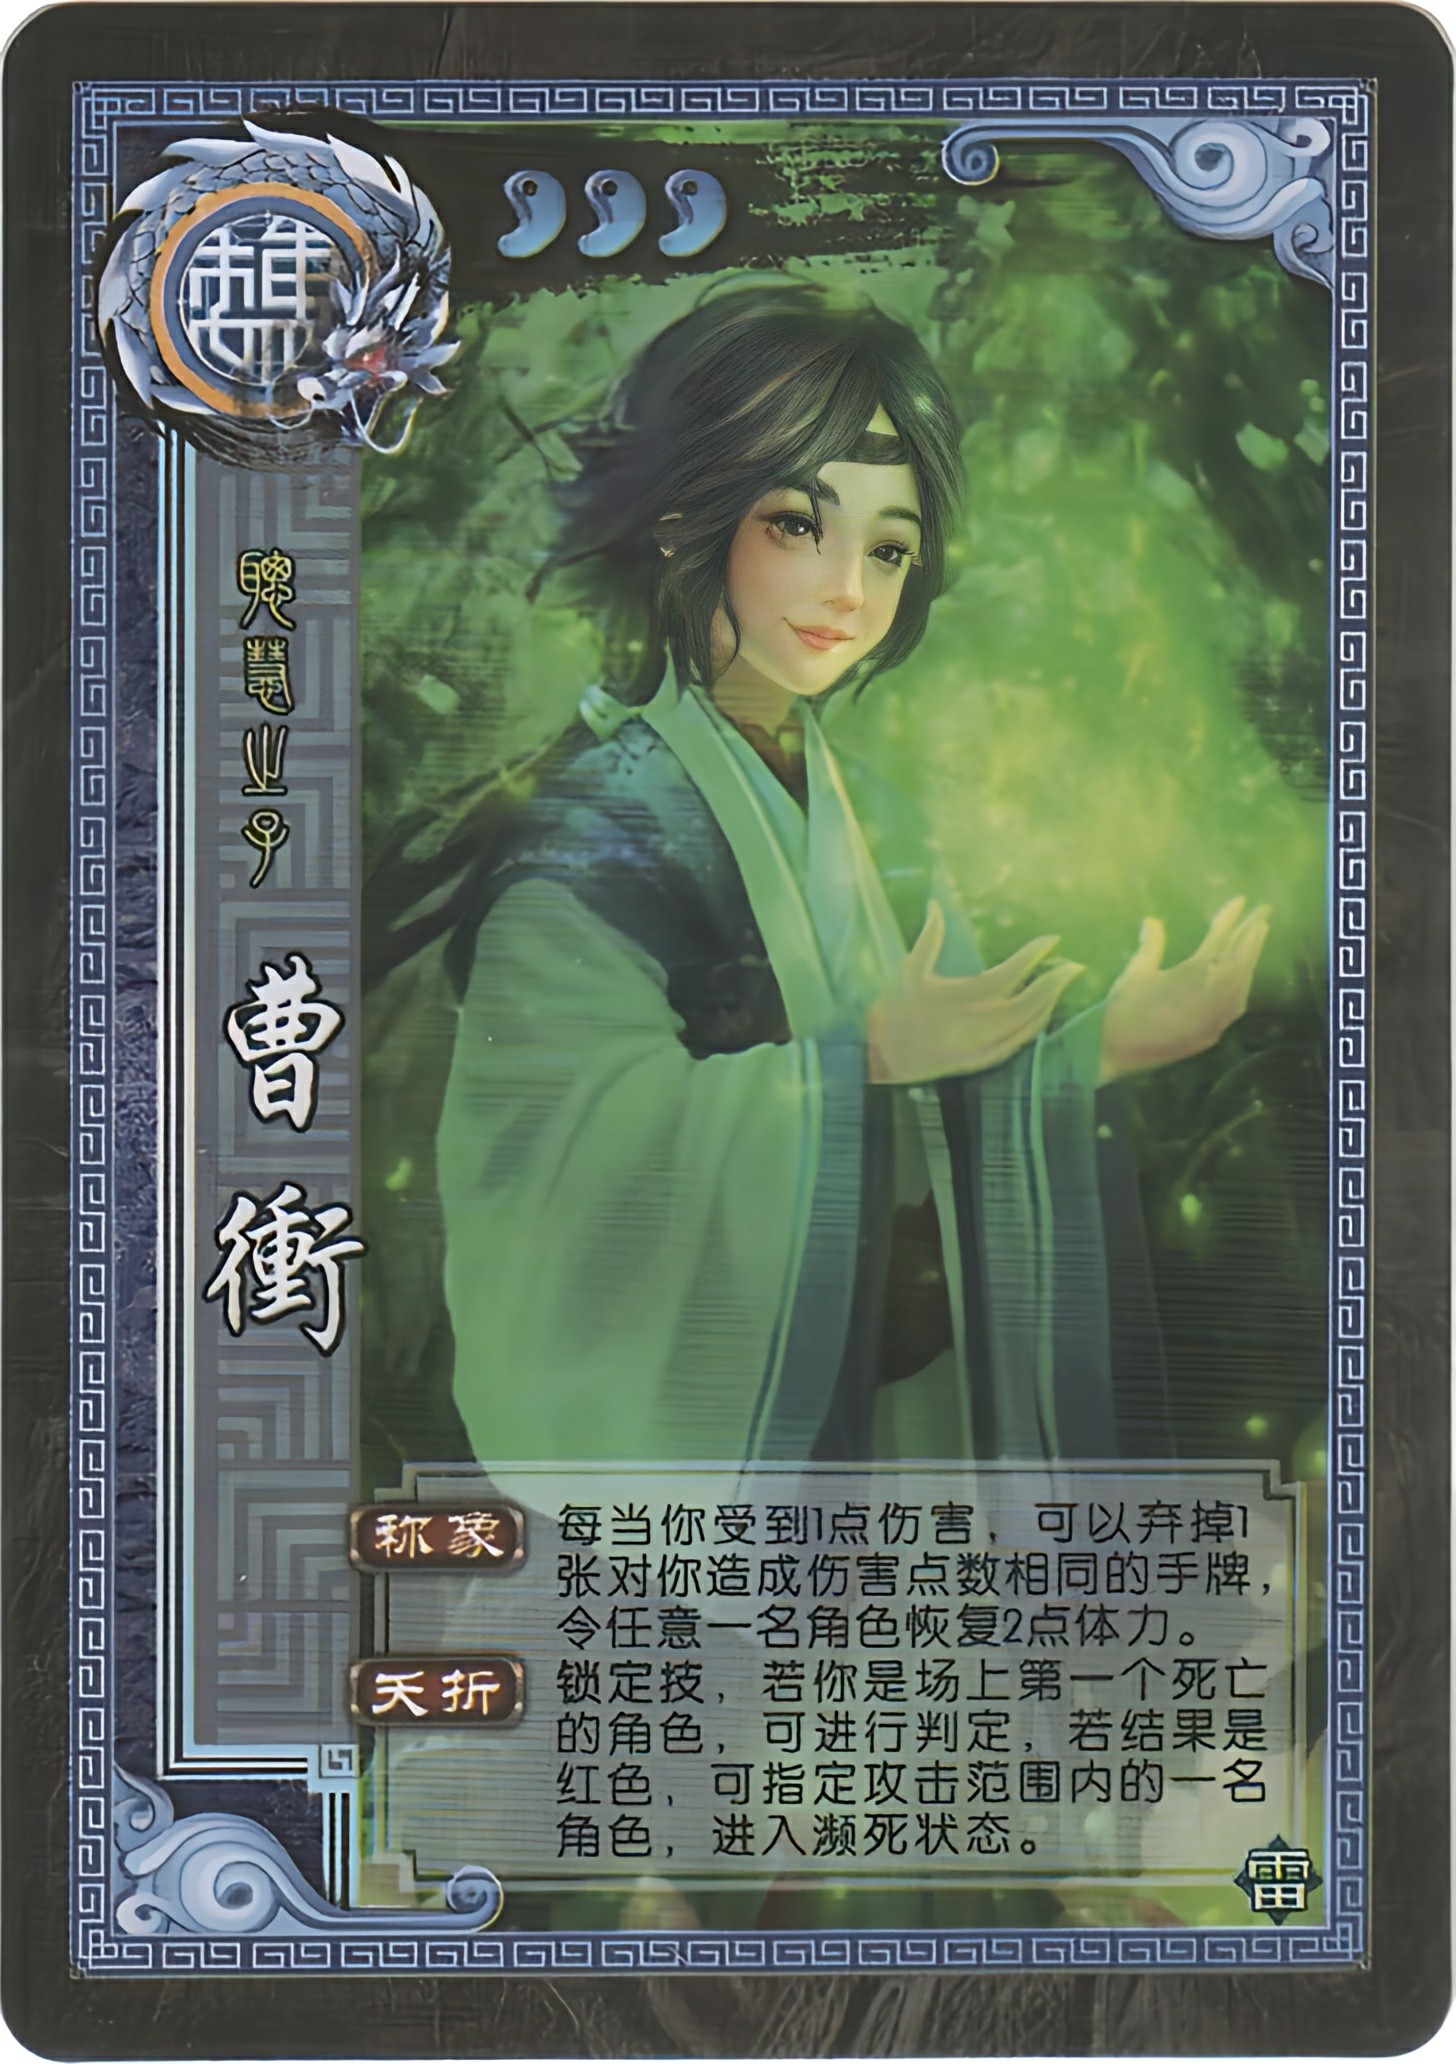 魏
聰慧之子
曹衝
称象
每当你受到1点伤害，可以弃掉1
张对你造成伤害点数相同的手牌，
令任意一名角色恢复2点体力。
夭折
锁定技，若你是场上第一个死亡
的角色，可进行判定，若结果是
红色，可指定攻击范围内的一名
角色，进入濒死状态。
雷